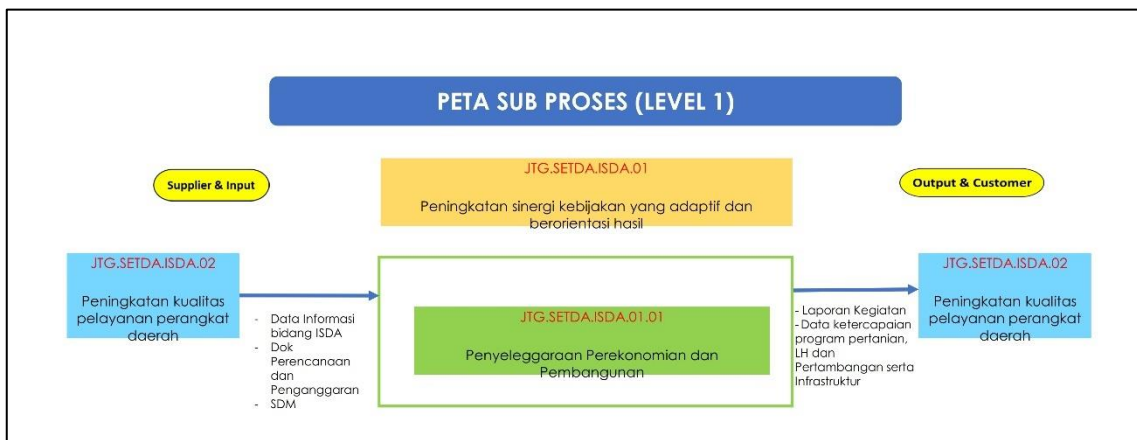 PETA SUB PROSES (LEVEL 1)
Supplier & Input
JTG.SETDA.ISDA.01
Peningkatan sinergi kebijakan yang adaptif dan
berorientasi hasil
Output & Customer
JTG.SETDA.ISDA.02
Peningkatan kualitas
pelayanan perangkat
daerah
- Data Informasi
bidang ISDA
- Dok
Perencanaan
dan
Penganggaran
- SDM
JTG.SETDA.ISDA.01.01
Penyeleggaraan Perekonomian dan
Pembangunan
- Laporan Kegiatan
- Data ketercapaian
program pertanian,
LH dan
Pertambangan serta
Infrastruktur
JTG.SETDA.ISDA.02
Peningkatan kualitas
pelayanan perangkat
daerah